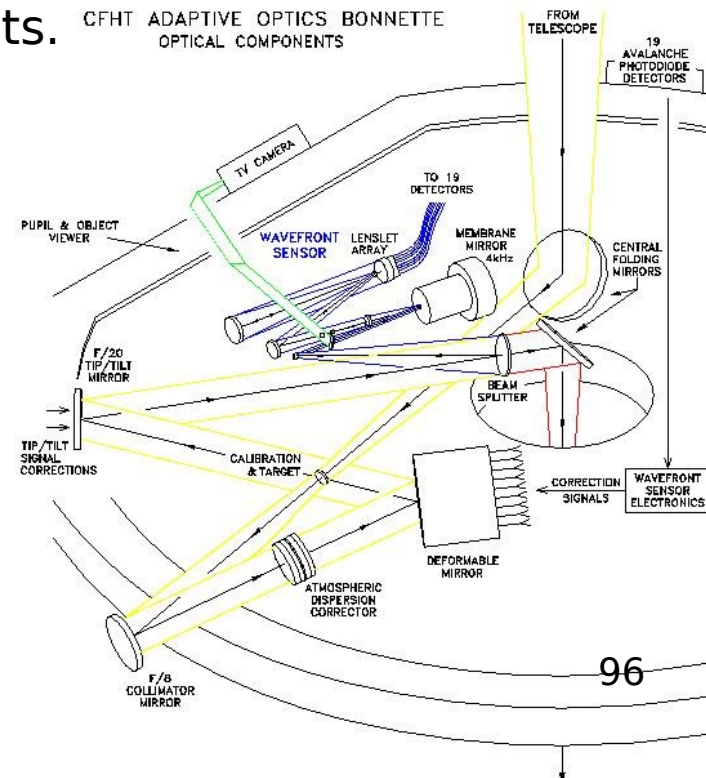 ts.
CFHT ADAPTIVE OPTICS BONNETTE
OPTICAL COMPONENTS
FROM
TELESCOPE
19
AVALANCHE
PHOTODIODE
DETECTORS
TV CAMERA
TO 19
DETECTORS
PUPIL & OBJECT
VIEWER
WAVEFRONT
SENSOR
LENSLET
ARRAY
MEMBRANE
MIRROR
4kHz
CENTRAL
FOLDING
MIRRORS
F/20
TIP/TILT
MIRROR
BEAM
SPLITTER
TIP/TILT
SIGNAL
CORRECTIONS
CALIBRATION
& TARGET
CORRECTION
SIGNALS
WAVEFRONT
SENSOR
ELECTRONICS
DEFORMABLE
MIRROR
ATMOSPHERIC
DISPERSION
CORRECTOR
F/8
COLLIMATOR
MIRROR
96